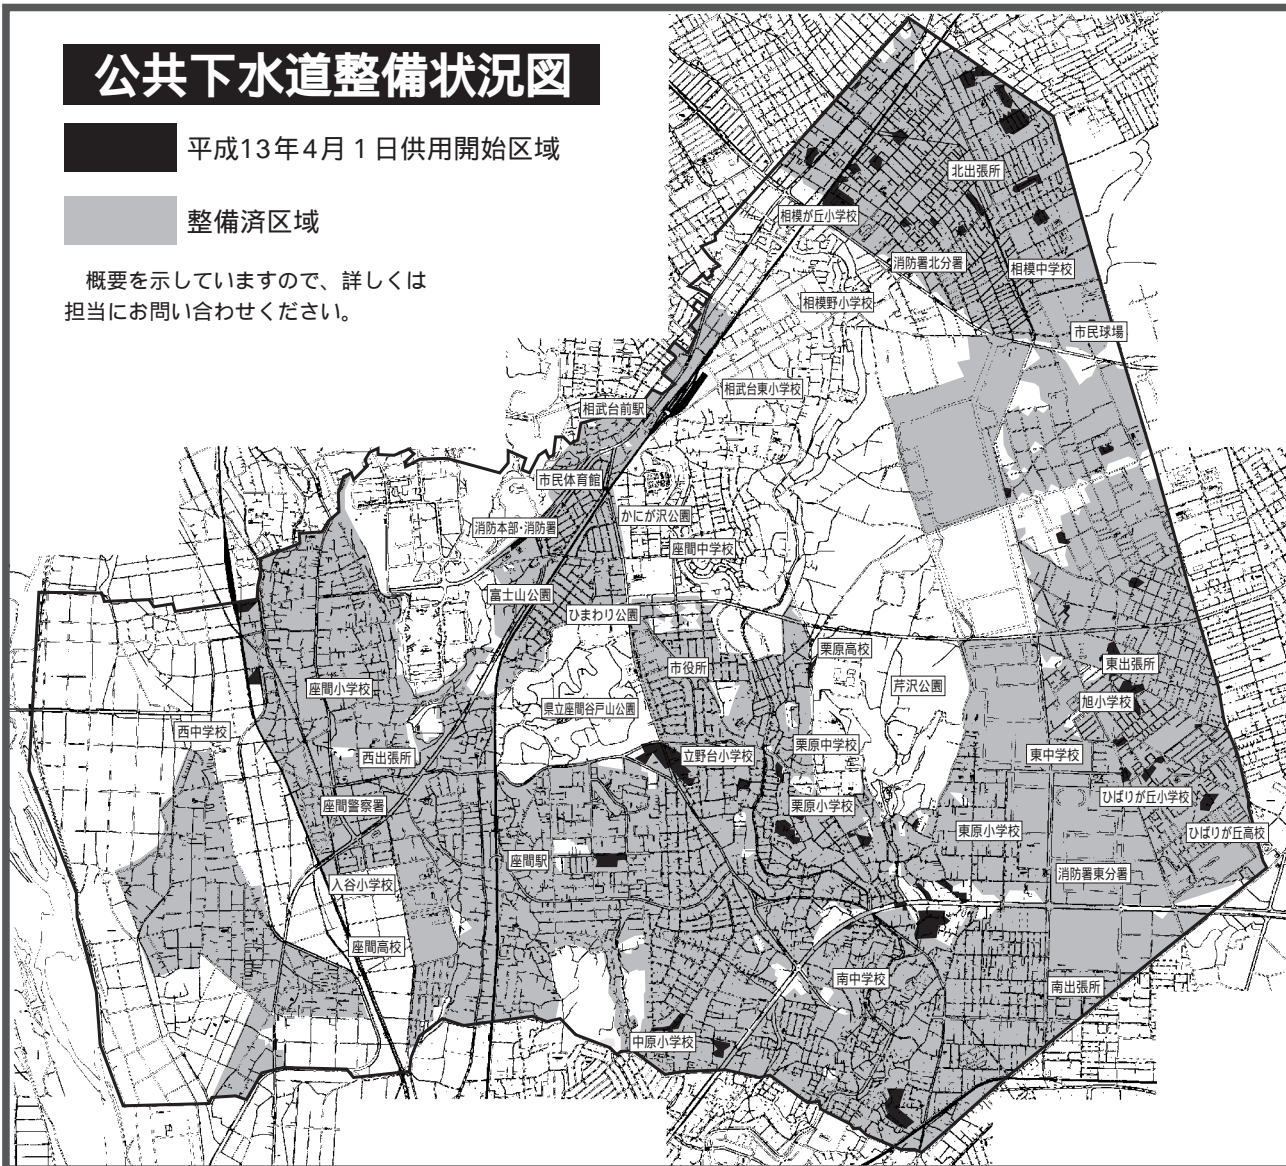 公共下水道整備状況図
平成13年4月1日供用開始区域
整備済区域
概要を示していますので、詳しくは
担当にお問い合わせください。
北出張所
相模が丘小学校
消防署北分署
相模中学校
相模野小学校
市民球場
相武台東小学校
相武台前駅
市民体育館
かにが沢公園
消防本部・消防署
座間中学校
富士山公園
ひまわり公園
栗原高校
市役所
東出張所
座間小学校
芹沢公園
旭小学校
県立座間谷戸山公園
西中学校
栗原中学校
西出張所
立野台小学校
東中学校
ひばりが丘小学校
座間警察署
栗原小学校
東原小学校
ひばりが丘高校
座間駅
消防署東分署
入谷小学校
座間高校
南中学校
南出張所
中原小学校